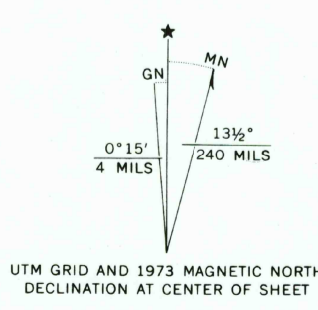 MN
GN
0°15'
4 MILS
13½°
240 MILS
UTM GRID AND 1973 MAGNETIC NORTH
DECLINATION AT CENTER OF SHEET